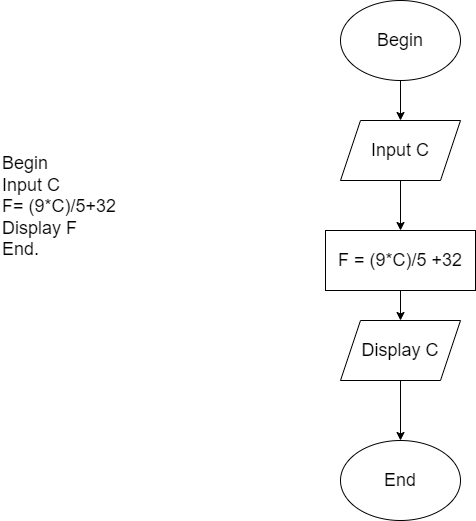 Begin
Input C
F= (9*C)/5+32
Display F
End.
Begin
Input C
F = (9*C)/5 +32
Display C
End